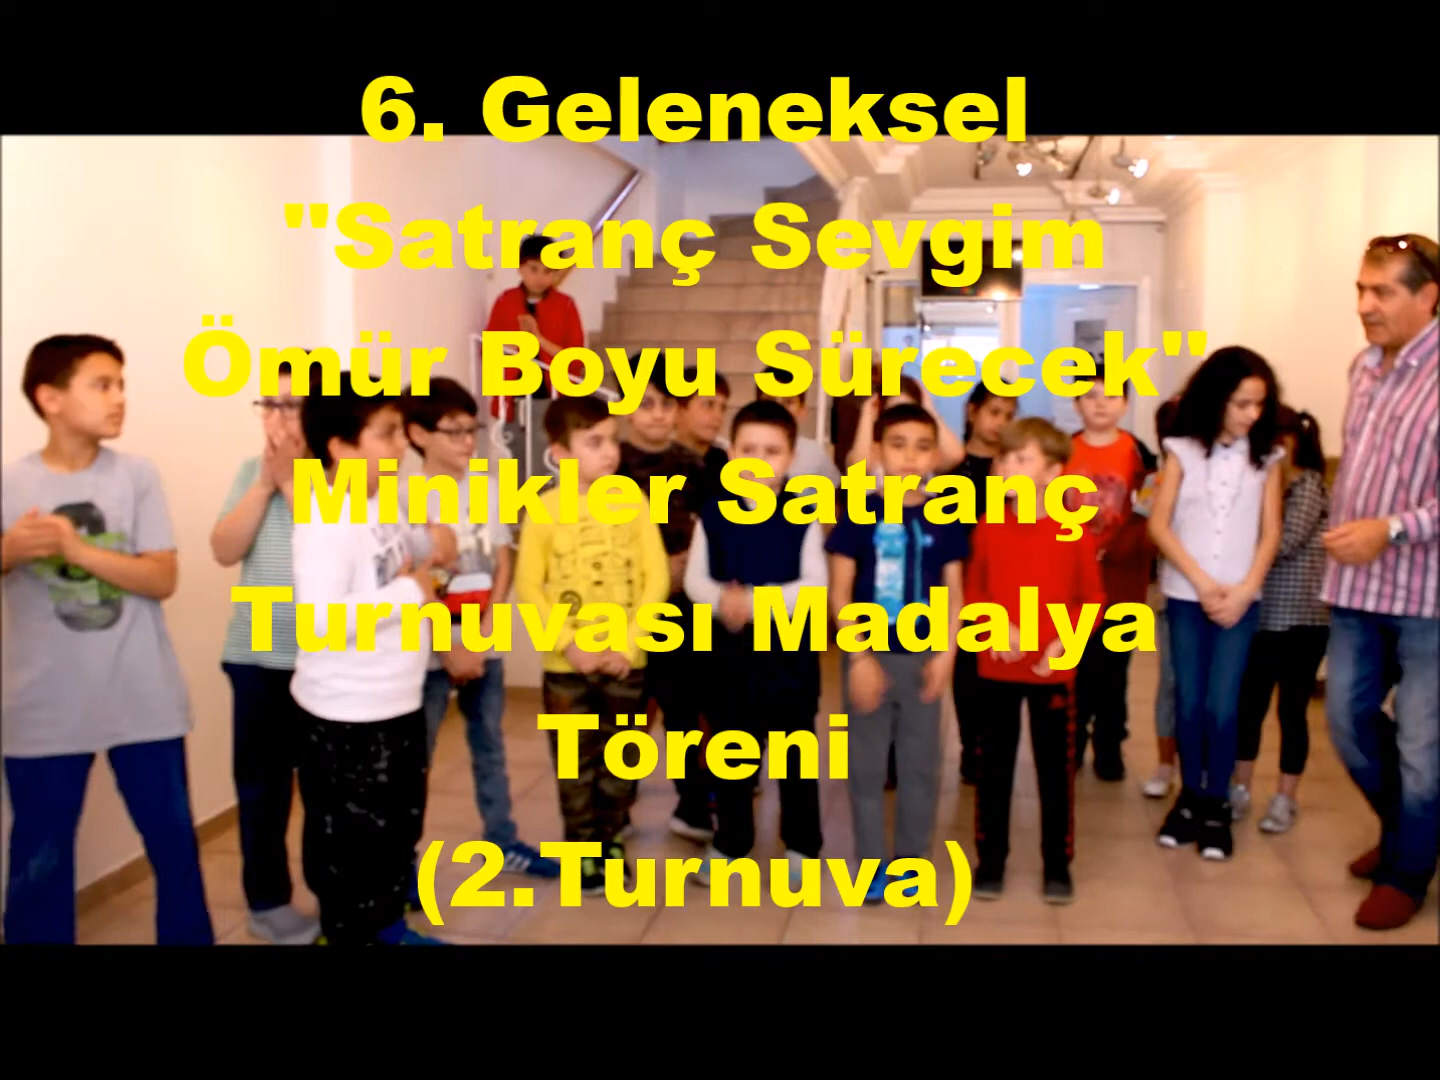 6. Geleneksel
"Satranç Sevgim
Ömür Boyu Sürecek"
Minikler Satranç
Turnuvası Madalya
Töreni
(2.Turnuva)